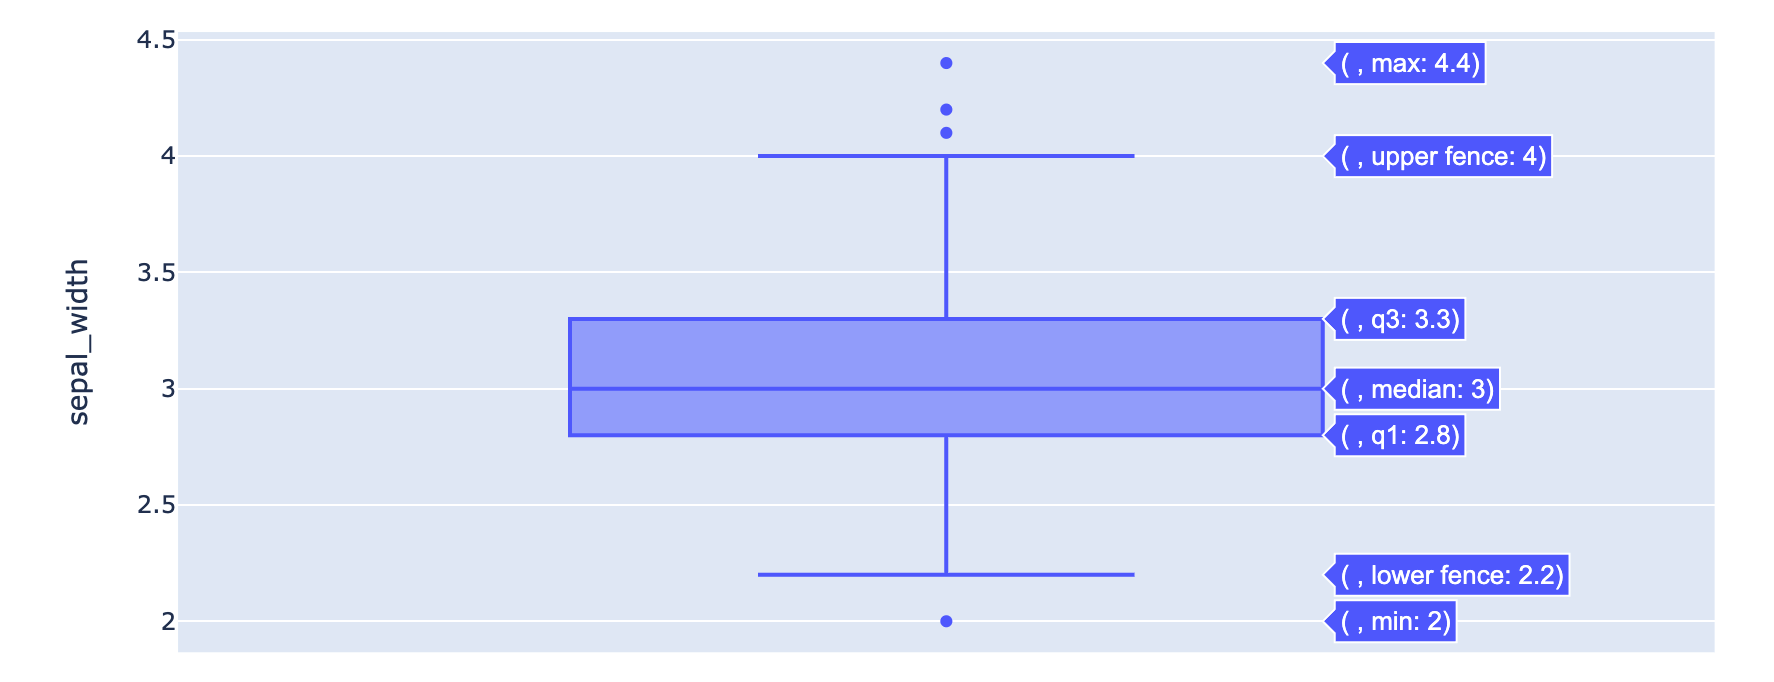 4.5
( , max: 4.4)
4
( , upper fence: 4)
3.5
sepal_width
( , q3: 3.3)
3
( , median: 3)
( , q1: 2.8)
2.5
( , lower fence: 2.2)
2
( , min: 2)